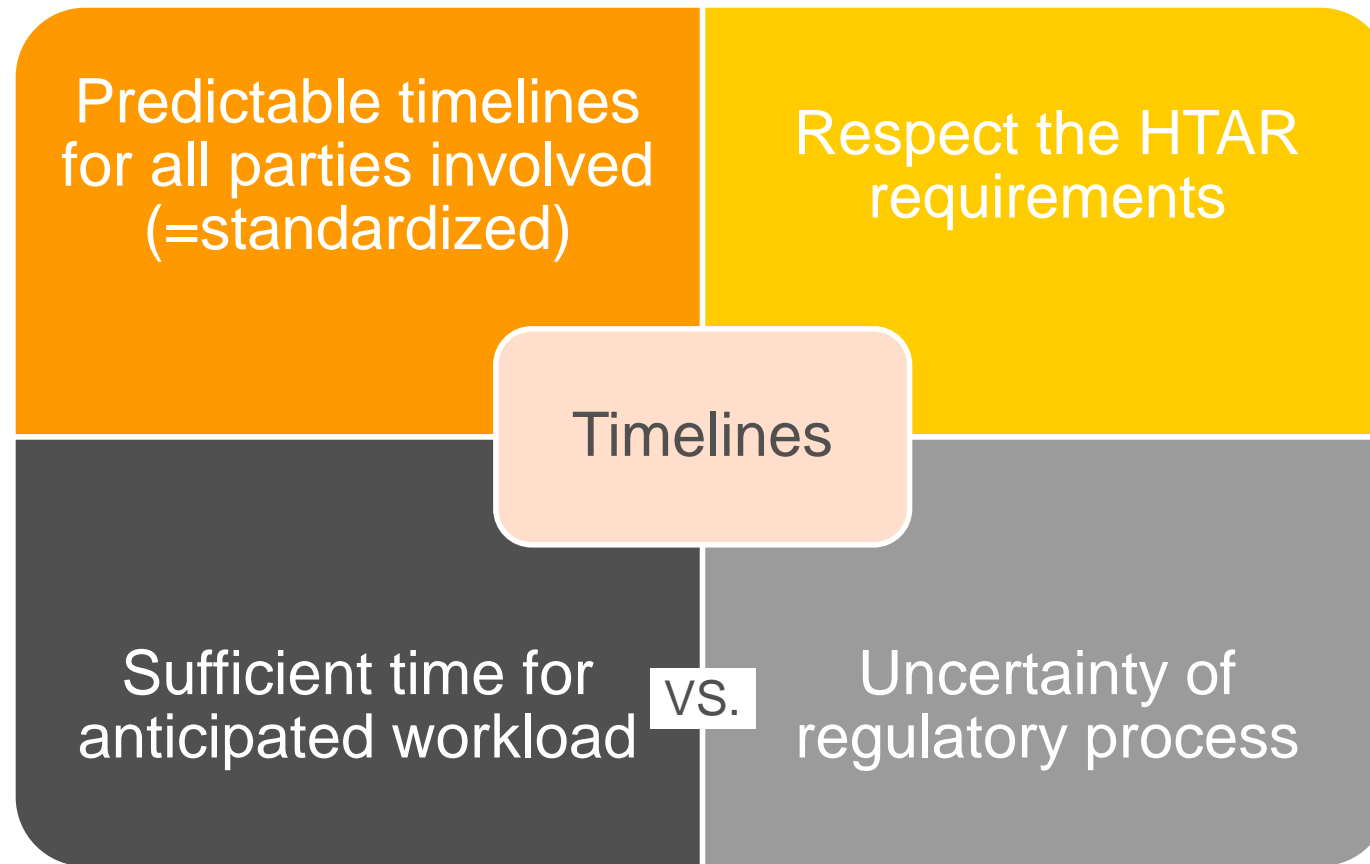 Predictable timelines
for all parties involved
(=standardized)
Respect the HTAR
requirements
Timelines
Sufficient time for
anticipated workload
VS.
Uncertainty of
regulatory process